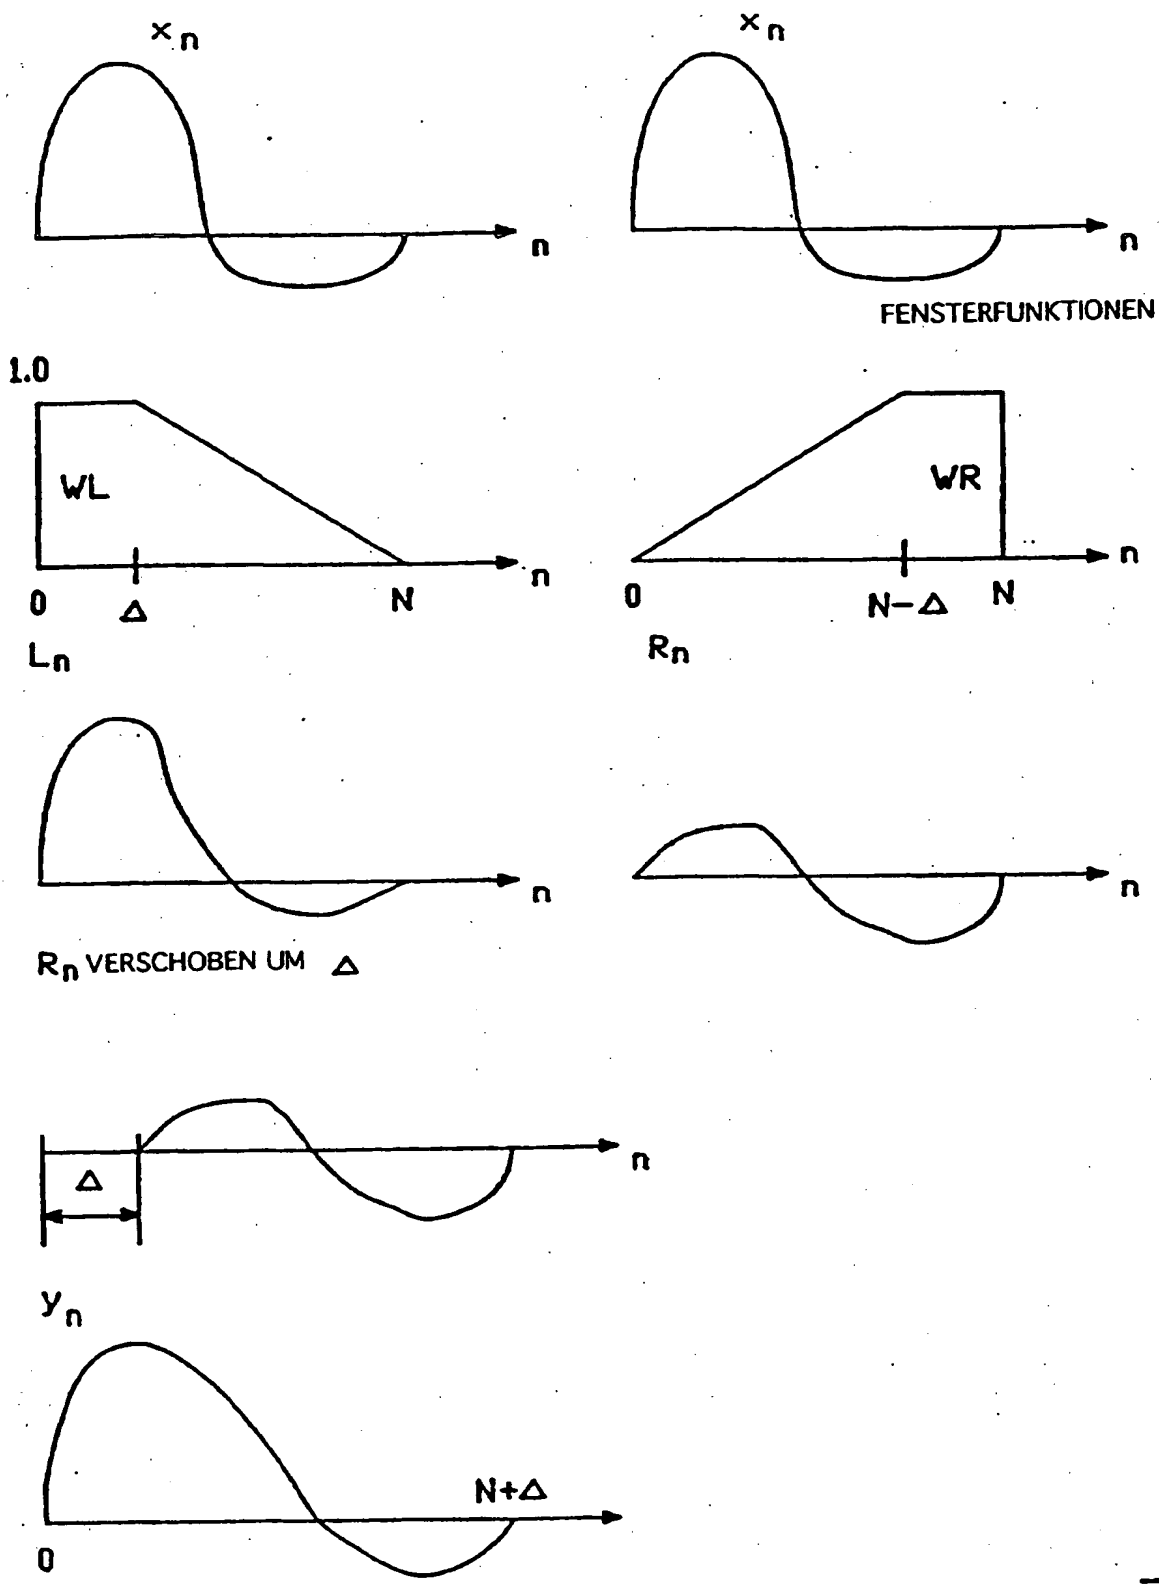 xn
xn
n
n
FENSTERFUNKTIONEN
1.0
WL
WR
n
n
0
Δ
N
0
N-Δ
N
Ln
Rn
n
n
Rn VERSCHOBEN UM Δ
n
Δ
yn
N+Δ
0